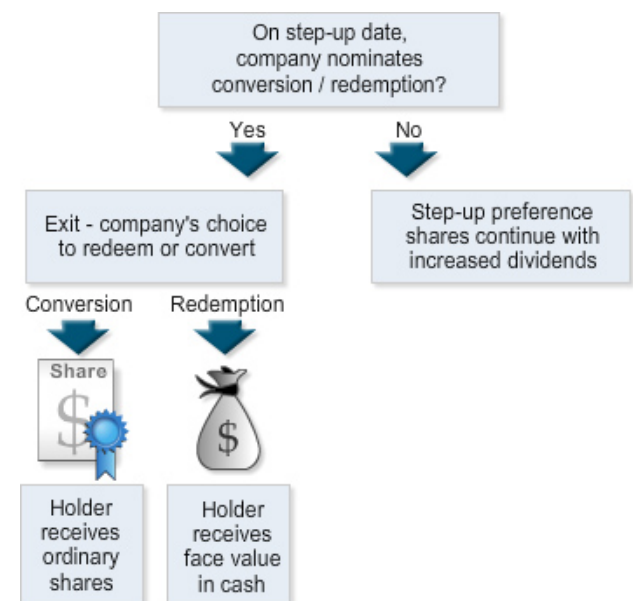 On step-up date,
company nominates
conversion / redemption?
Yes
No
Exit - company's choice
to redeem or convert
Step-up preference
shares continue with
increased dividends
Conversion
Redemption
Share
$
$
Holder
receives
ordinary
shares
Holder
receives
face value
in cash